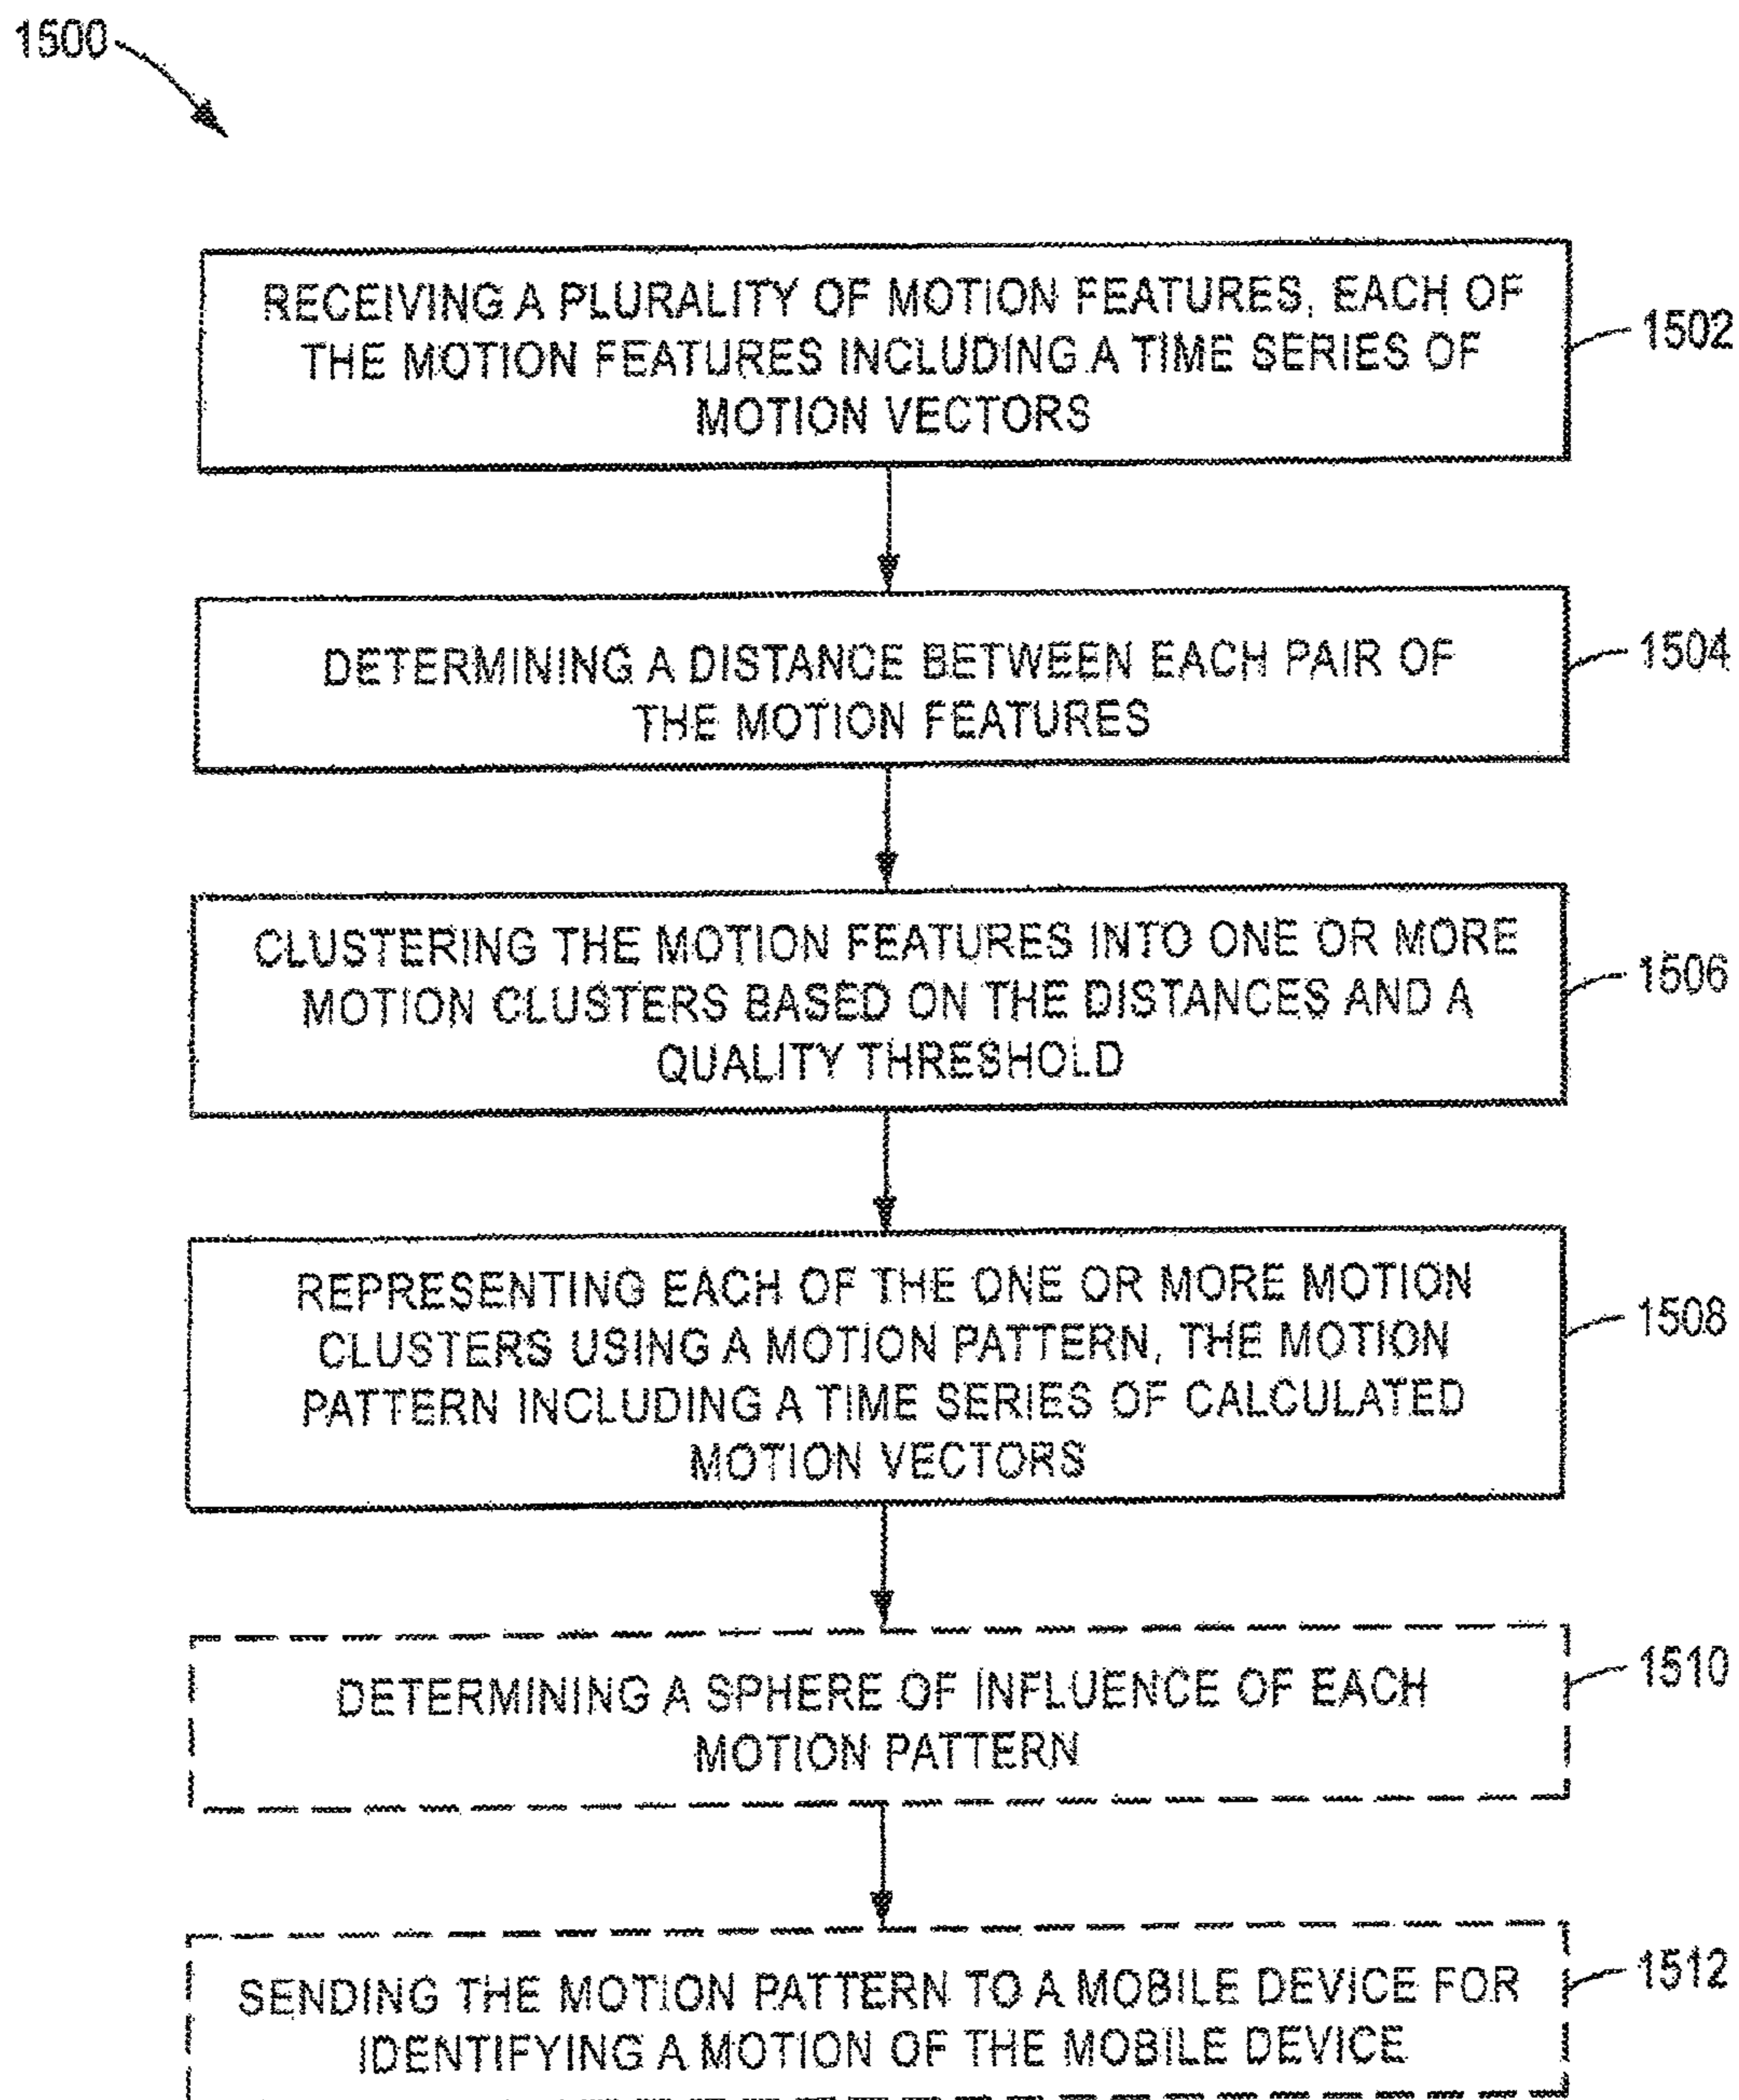 1500
RECEIVING A PLURALITY OF MOTION FEATURES, EACH OF
THE MOTION FEATURES INCLUDING A TIME SERIES OF
MOTION VECTORS
1502
DETERMINING A DISTANCE BETWEEN EACH PAIR OF
THE MOTION FEATURES
1504
CLUSTERING THE MOTION FEATURES INTO ONE OR MORE
MOTION CLUSTERS BASED ON THE DISTANCES AND A
QUALITY THRESHOLD
1506
REPRESENTING EACH OF THE ONE OR MORE MOTION
CLUSTERS USING A MOTION PATTERN, THE MOTION
PATTERN INCLUDING A TIME SERIES OF CALCULATED
MOTION VECTORS
1508
DETERMINING A SPHERE OF INFLUENCE OF EACH
MOTION PATTERN
1510
SENDING THE MOTION PATTERN TO A MOBILE DEVICE FOR
IDENTIFYING A MOTION OF THE MOBILE DEVICE
1512